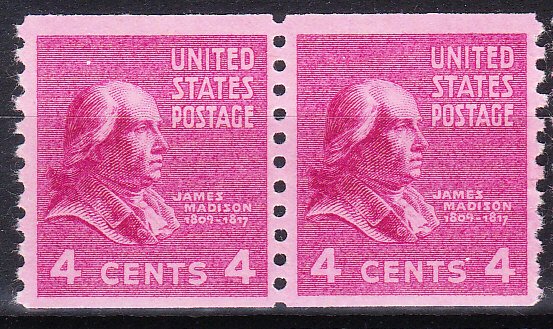 UNITED
STATES
POSTAGE
JAMES
MADISON
1809-1817
4 CENTS 4
UNITED
STATES
POSTAGE
JAMES
MADISON
1809-1817
4 CENTS 4